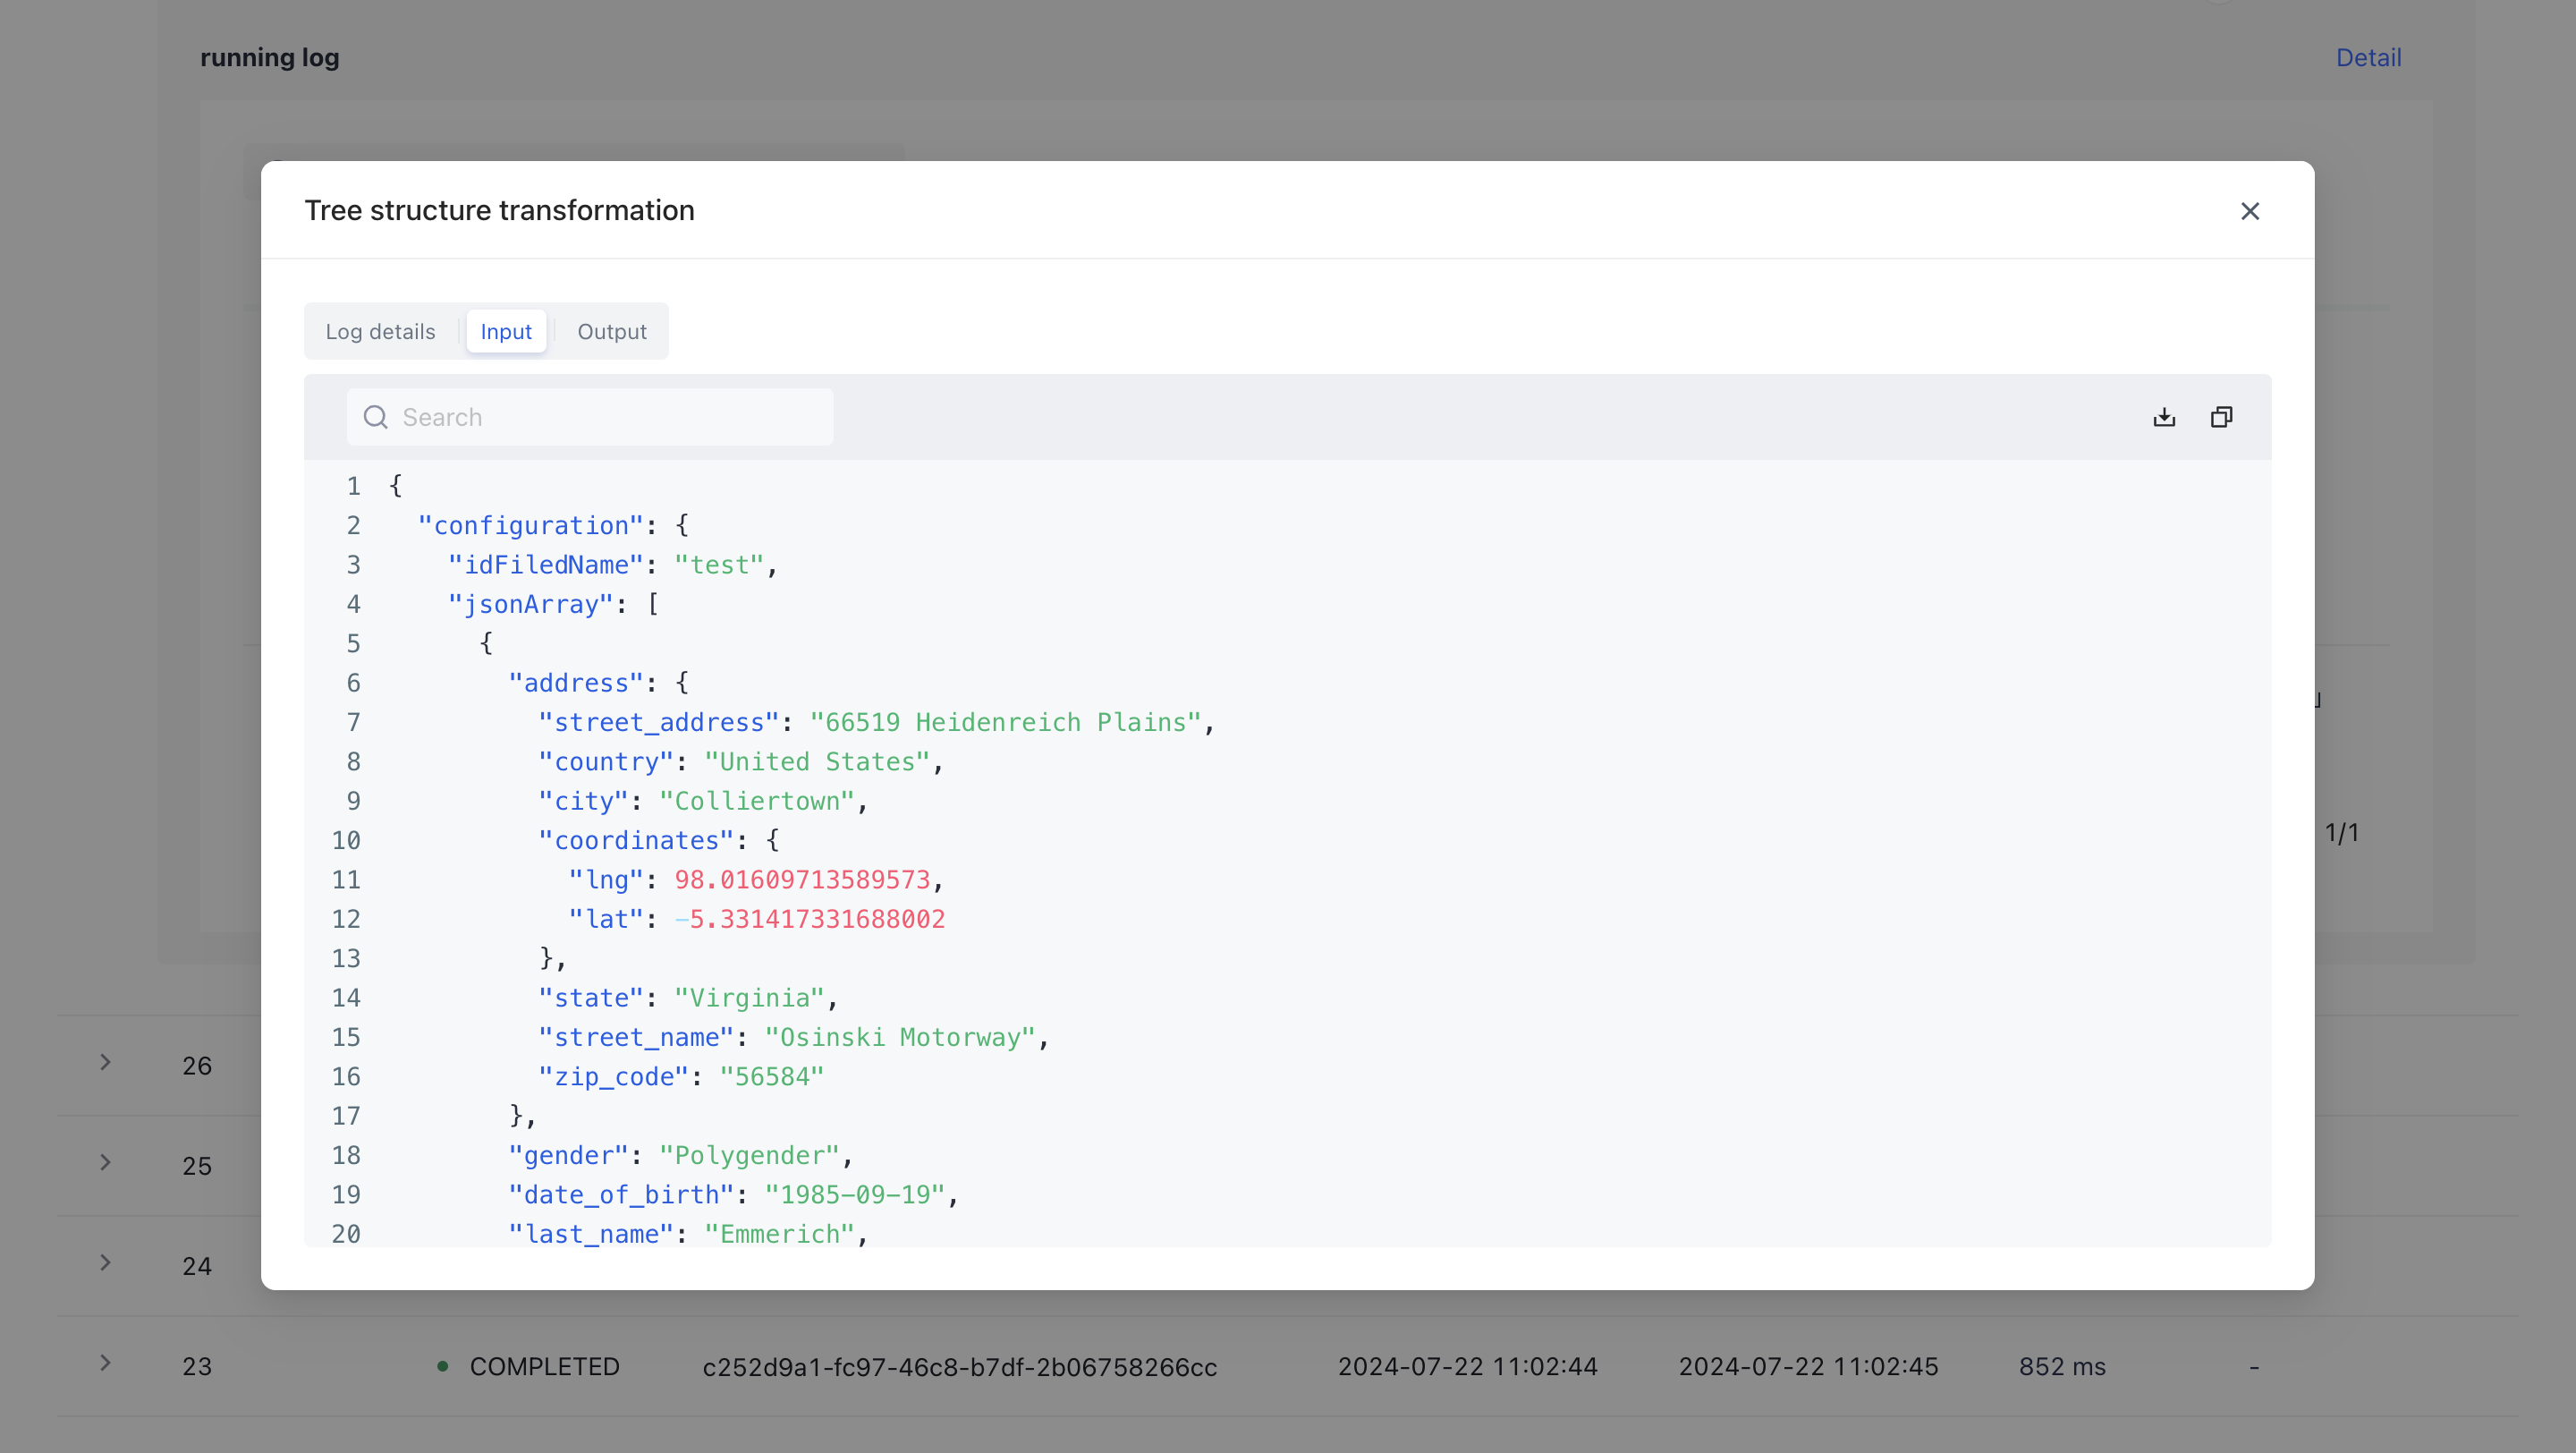 running log
Detail
Tree structure transformation
Log details Input Output
Search
1 {
2 "configuration": {
3 "idFiledName": "test",
4 "jsonArray": [
5 {
6 "address": {
7 "street_address": "66519 Heidenreich Plains",
8 "country": "United States",
9 "city": "Colliertown",
10 "coordinates": {
11 "lng": 98.01609713589573,
12 "lat": -5.331417331688002
13 },
14 "state": "Virginia",
15 "street_name": "Osinski Motorway",
16 "zip_code": "56584"
17 },
18 "gender": "Polygender",
19 "date_of_birth": "1985-09-19",
20 "last_name": "Emmerich",
1/1
26
25
24
23 COMPLETED c252d9a1-fc97-46c8-b7df-2b06758266cc 2024-07-22 11:02:44 2024-07-22 11:02:45 852 ms -